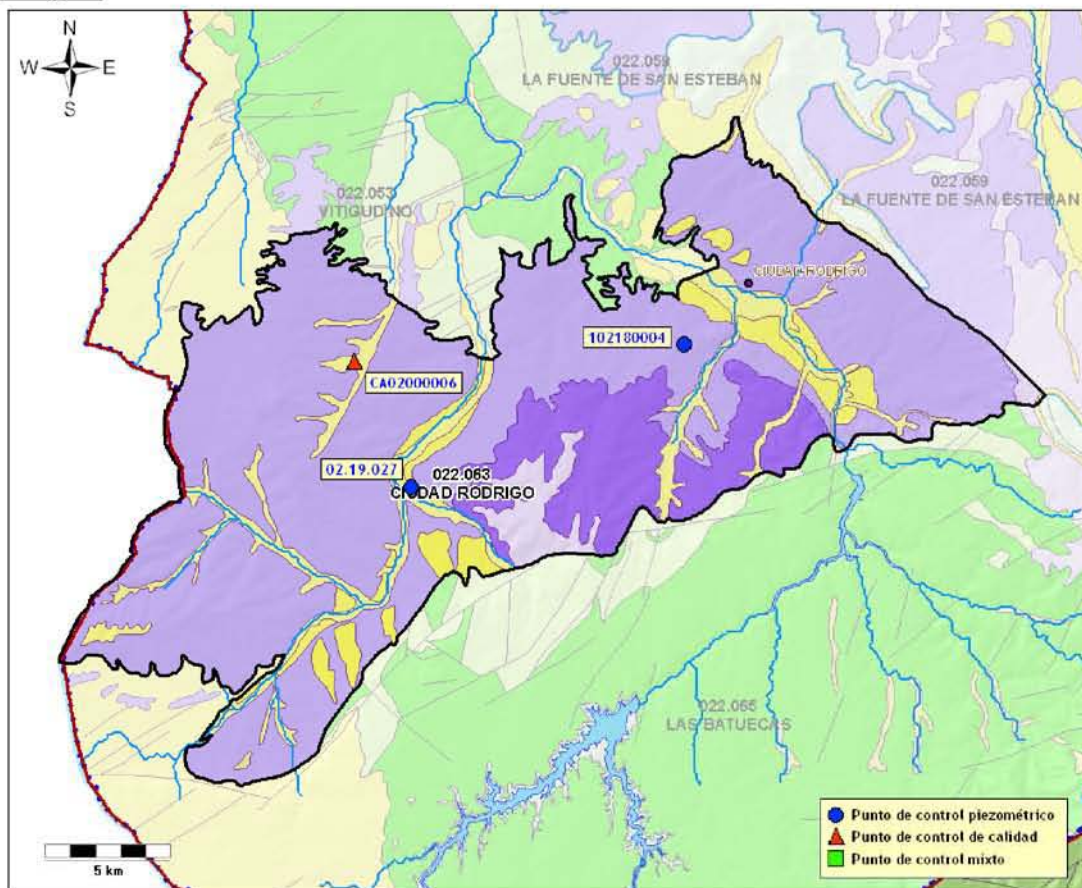 N
W E
S
022.059
LA FUENTE DE SAN ESTEBAN
022.059
LA FUENTE DE SAN ESTEBAN
022.053
VITIGUDINO
CIUDAD RODRIGO
102180004
CA02000006
02.19.027
022.063
CIUDAD RODRIGO
022.065
LAS BATUECAS
5 km
Punto de control piezométrico
Punto de control de calidad
Punto de control mixto